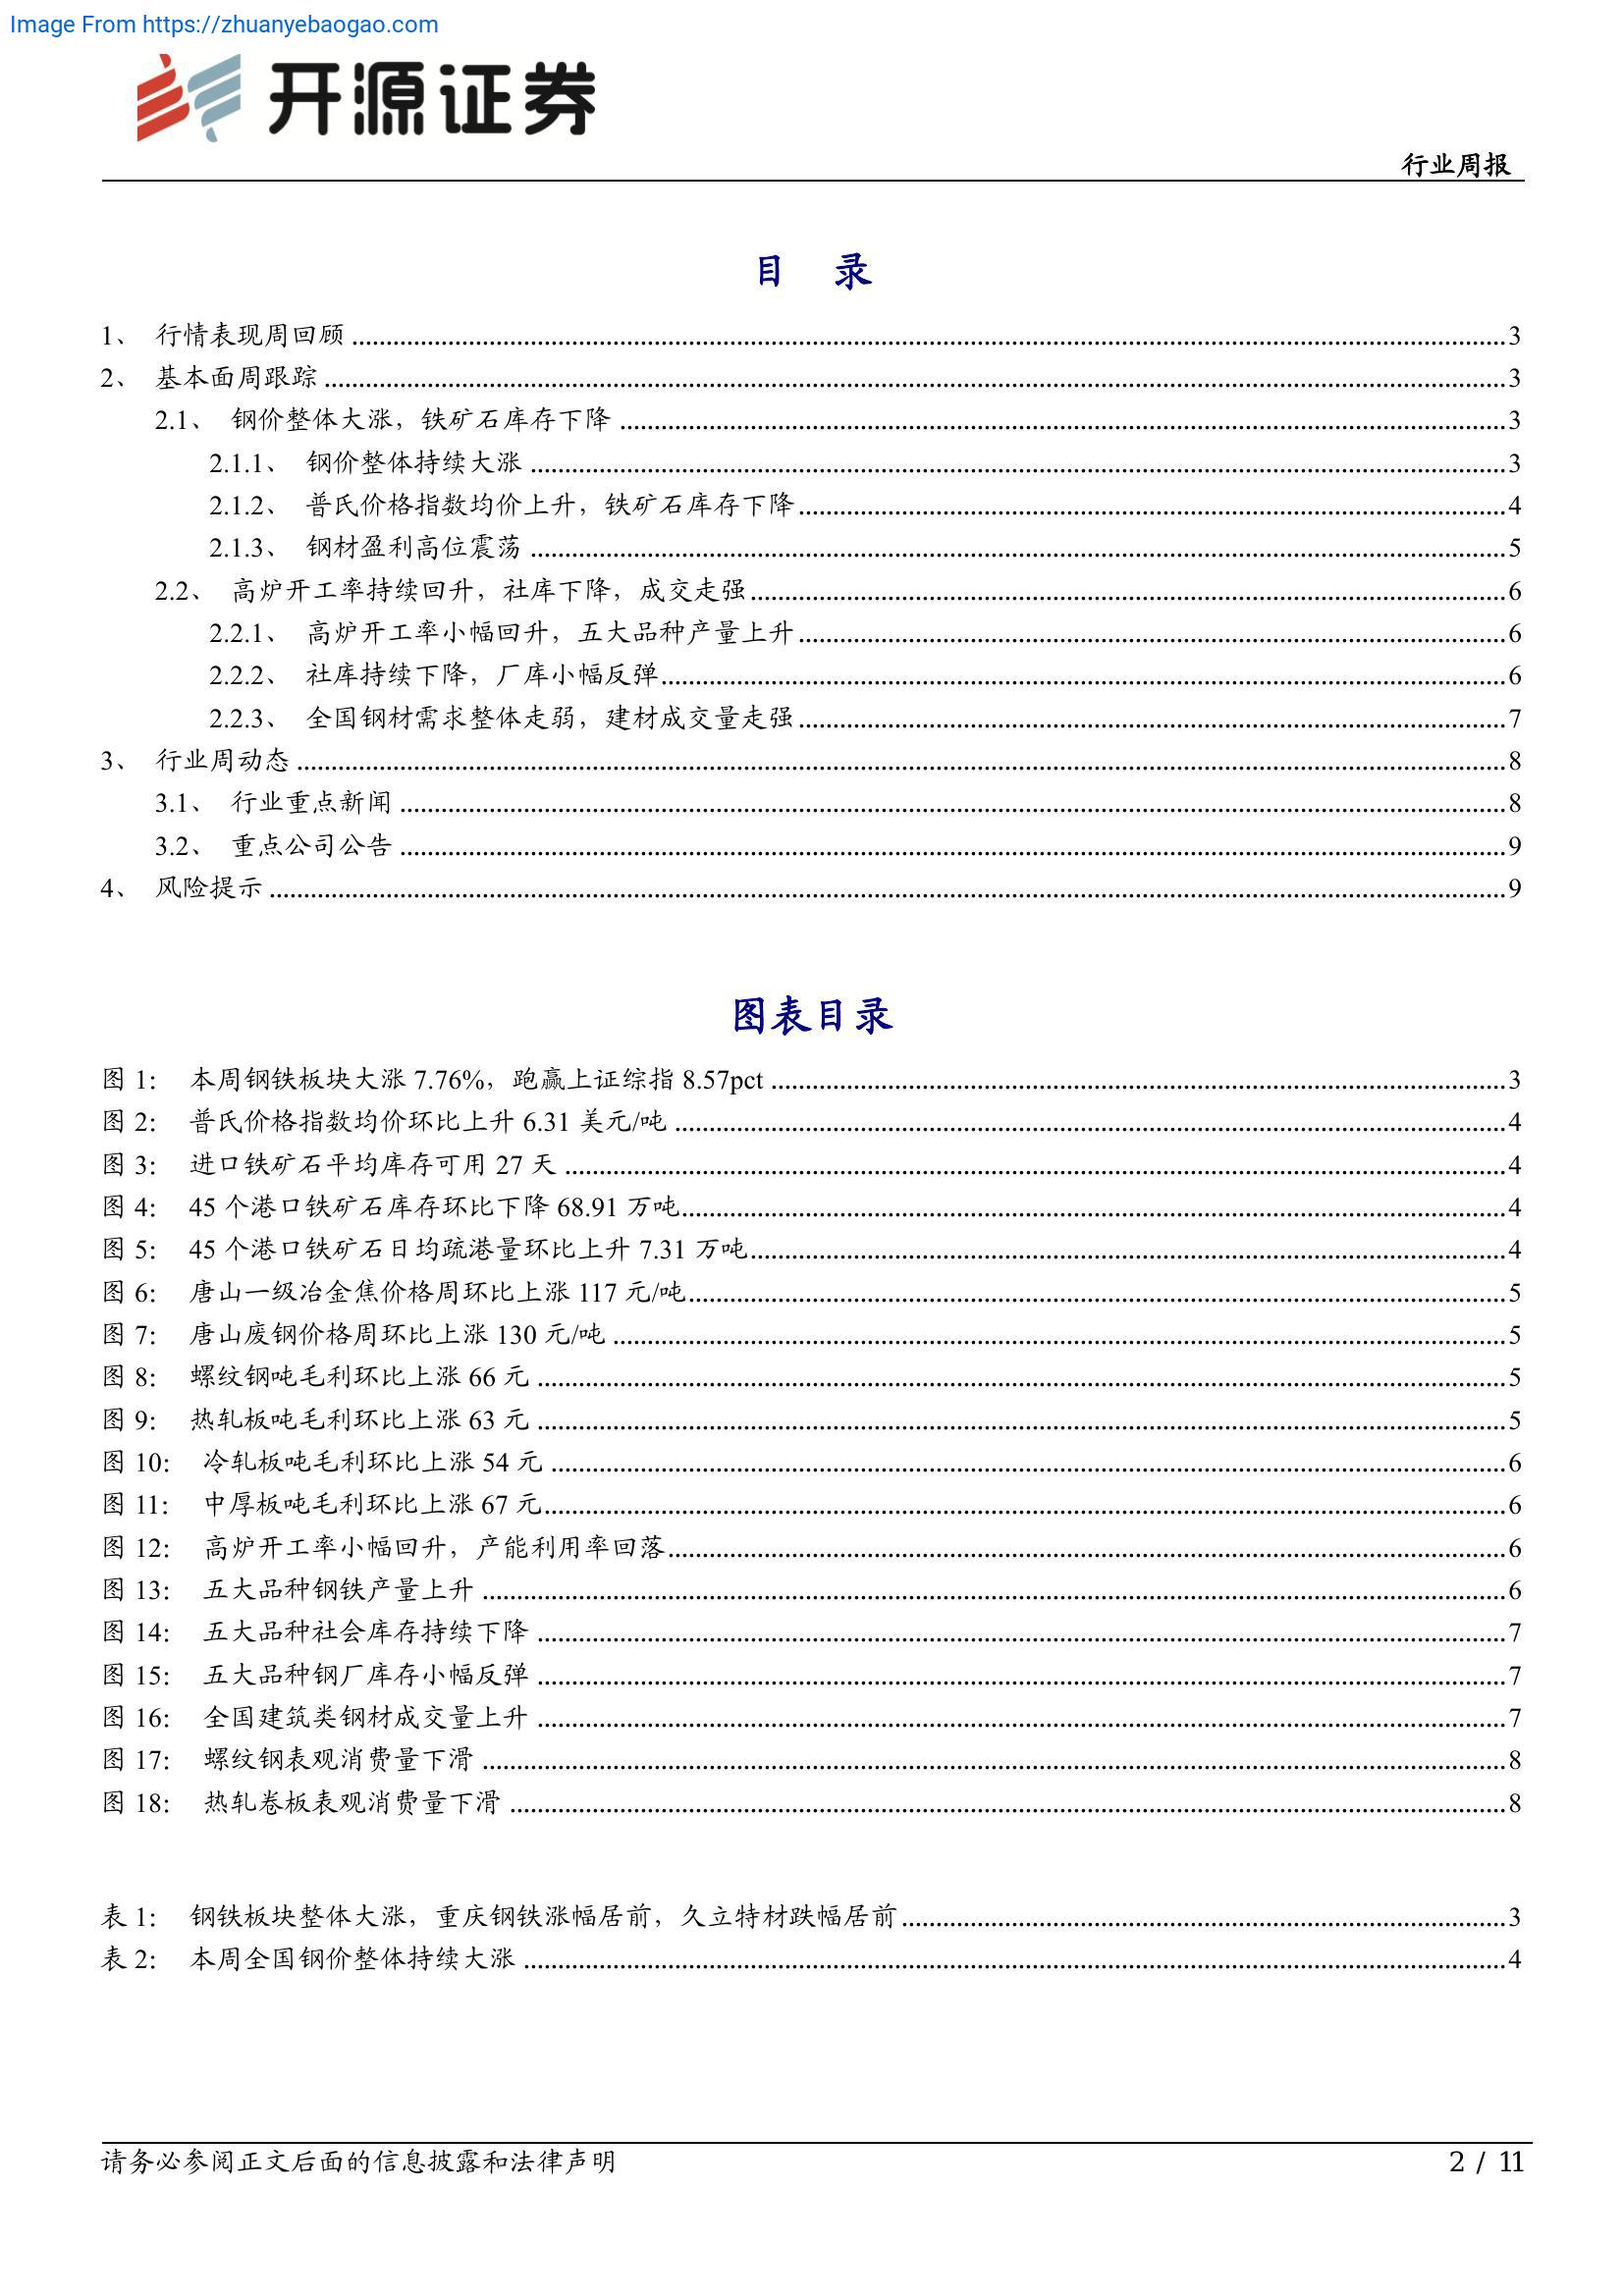 Image From https://zhuanyebaogao.com
开源证券
行业周报
目 录
1、 行情表现周回顾 ........ 3
2、 基本面周跟踪 ........ 3
2.1、 钢价整体大涨，铁矿石库存下降 ........ 3
2.1.1、 钢价整体持续大涨 ........ 3
2.1.2、 普氏价格指数均价上升，铁矿石库存下降 ........ 4
2.1.3、 钢材盈利高位震荡 ........ 5
2.2、 高炉开工率持续回升，社库下降，成交走强 ........ 6
2.2.1、 高炉开工率小幅回升，五大品种产量上升 ........ 6
2.2.2、 社库持续下降，厂库小幅反弹 ........ 6
2.2.3、 全国钢材需求整体走弱，建材成交量走强 ........ 7
3、 行业周动态 ........ 8
3.1、 行业重点新闻 ........ 8
3.2、 重点公司公告 ........ 9
4、 风险提示 ........ 9
图表目录
图 1： 本周钢铁板块大涨 7.76%，跑赢上证综指 8.57pct ........ 3
图 2： 普氏价格指数均价环比上升 6.31 美元/吨 ........ 4
图 3： 进口铁矿石平均库存可用 27 天 ........ 4
图 4： 45 个港口铁矿石库存环比下降 68.91 万吨 ........ 4
图 5： 45 个港口铁矿石日均疏港量环比上升 7.31 万吨 ........ 4
图 6： 唐山一级冶金焦价格周环比上涨 117 元/吨 ........ 5
图 7： 唐山废钢价格周环比上涨 130 元/吨 ........ 5
图 8： 螺纹钢吨毛利环比上涨 66 元 ........ 5
图 9： 热轧板吨毛利环比上涨 63 元 ........ 5
图 10： 冷轧板吨毛利环比上涨 54 元 ........ 6
图 11： 中厚板吨毛利环比上涨 67 元 ........ 6
图 12： 高炉开工率小幅回升，产能利用率回落 ........ 6
图 13： 五大品种钢铁产量上升 ........ 6
图 14： 五大品种社会库存持续下降 ........ 7
图 15： 五大品种钢厂库存小幅反弹 ........ 7
图 16： 全国建筑类钢材成交量上升 ........ 7
图 17： 螺纹钢表观消费量下滑 ........ 8
图 18： 热轧卷板表观消费量下滑 ........ 8
表 1： 钢铁板块整体大涨，重庆钢铁涨幅居前，久立特材跌幅居前 ........ 3
表 2： 本周全国钢价整体持续大涨 ........ 4
请务必参阅正文后面的信息披露和法律声明
2 / 11